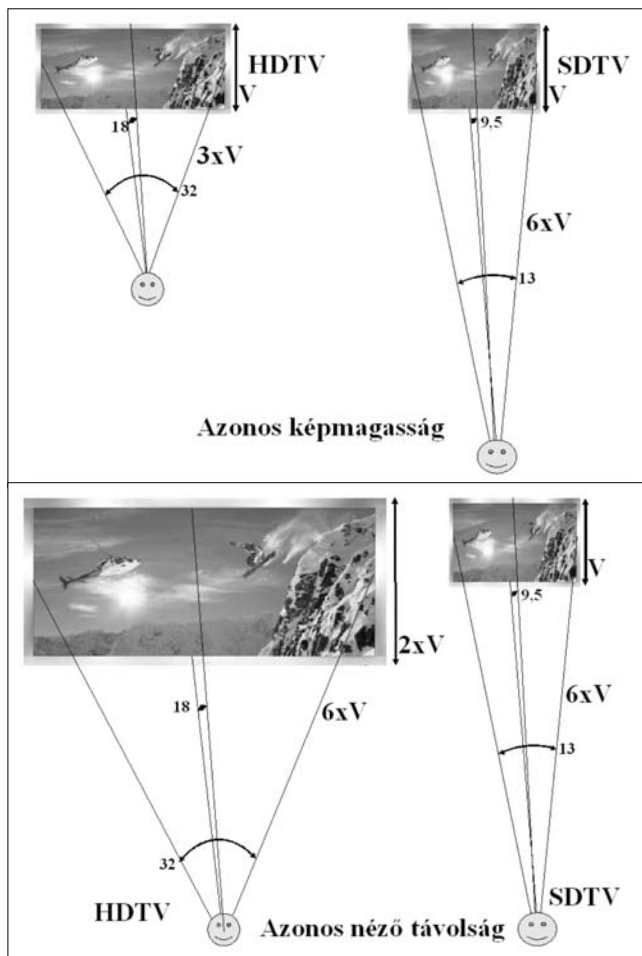 HDTV
V
18
3xV
32
SDTV
V
9,5
6xV
13
Azonos képmagasság
2xV
18
6xV
32
HDTV
V
9,5
6xV
13
SDTV
Azonos néző távolság